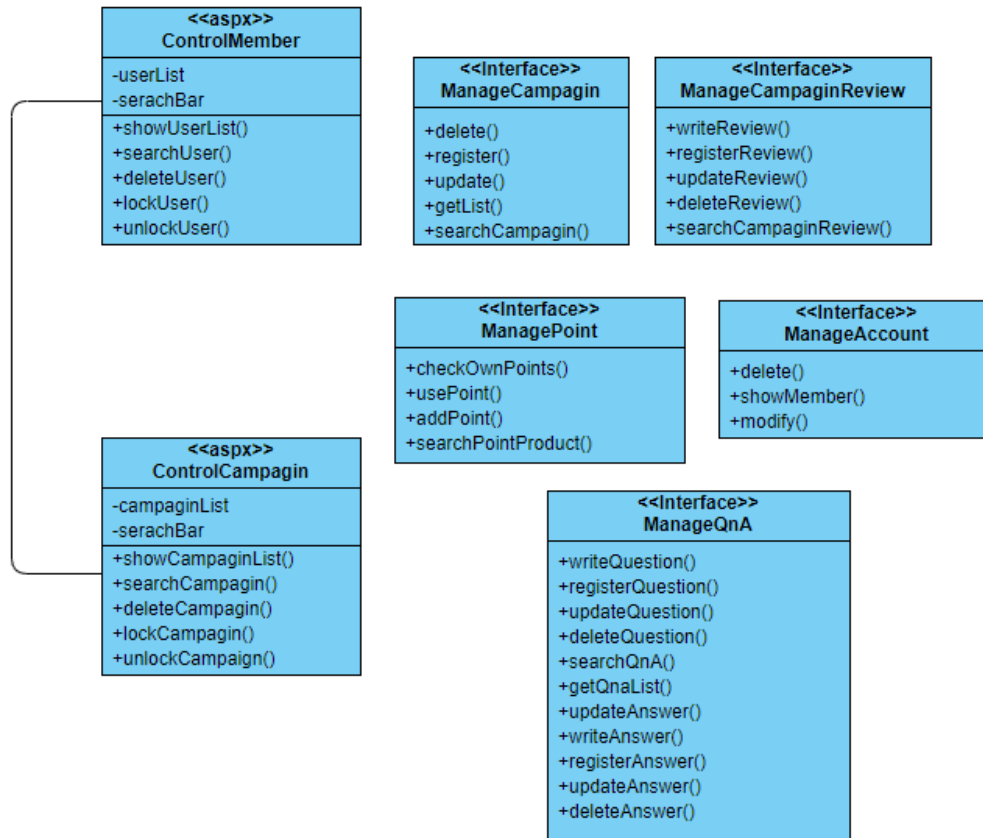 <<aspx>>
ControlMember
-userList
-serachBar
+showUserList()
+searchUser()
+deleteUser()
+lockUser()
+unlockUser()
<<Interface>>
ManageCampagin
+delete()
+register()
+update()
+getList()
+searchCampagin()
<<Interface>>
ManageCampaginReview
+writeReview()
+registerReview()
+updateReview()
+deleteReview()
+searchCampaginReview()
<<Interface>>
ManagePoint
+checkOwnPoints()
+usePoint()
+addPoint()
+searchPointProduct()
<<Interface>>
ManageAccount
+delete()
+showMember()
+modify()
<<aspx>>
ControlCampagin
-campaginList
-serachBar
+showCampaginList()
+searchCampagin()
+deleteCampagin()
+lockCampagin()
+unlockCampaign()
<<Interface>>
ManageQnA
+writeQuestion()
+registerQuestion()
+updateQuestion()
+deleteQuestion()
+searchQnA()
+getQnaList()
+updateAnswer()
+writeAnswer()
+registerAnswer()
+updateAnswer()
+deleteAnswer()